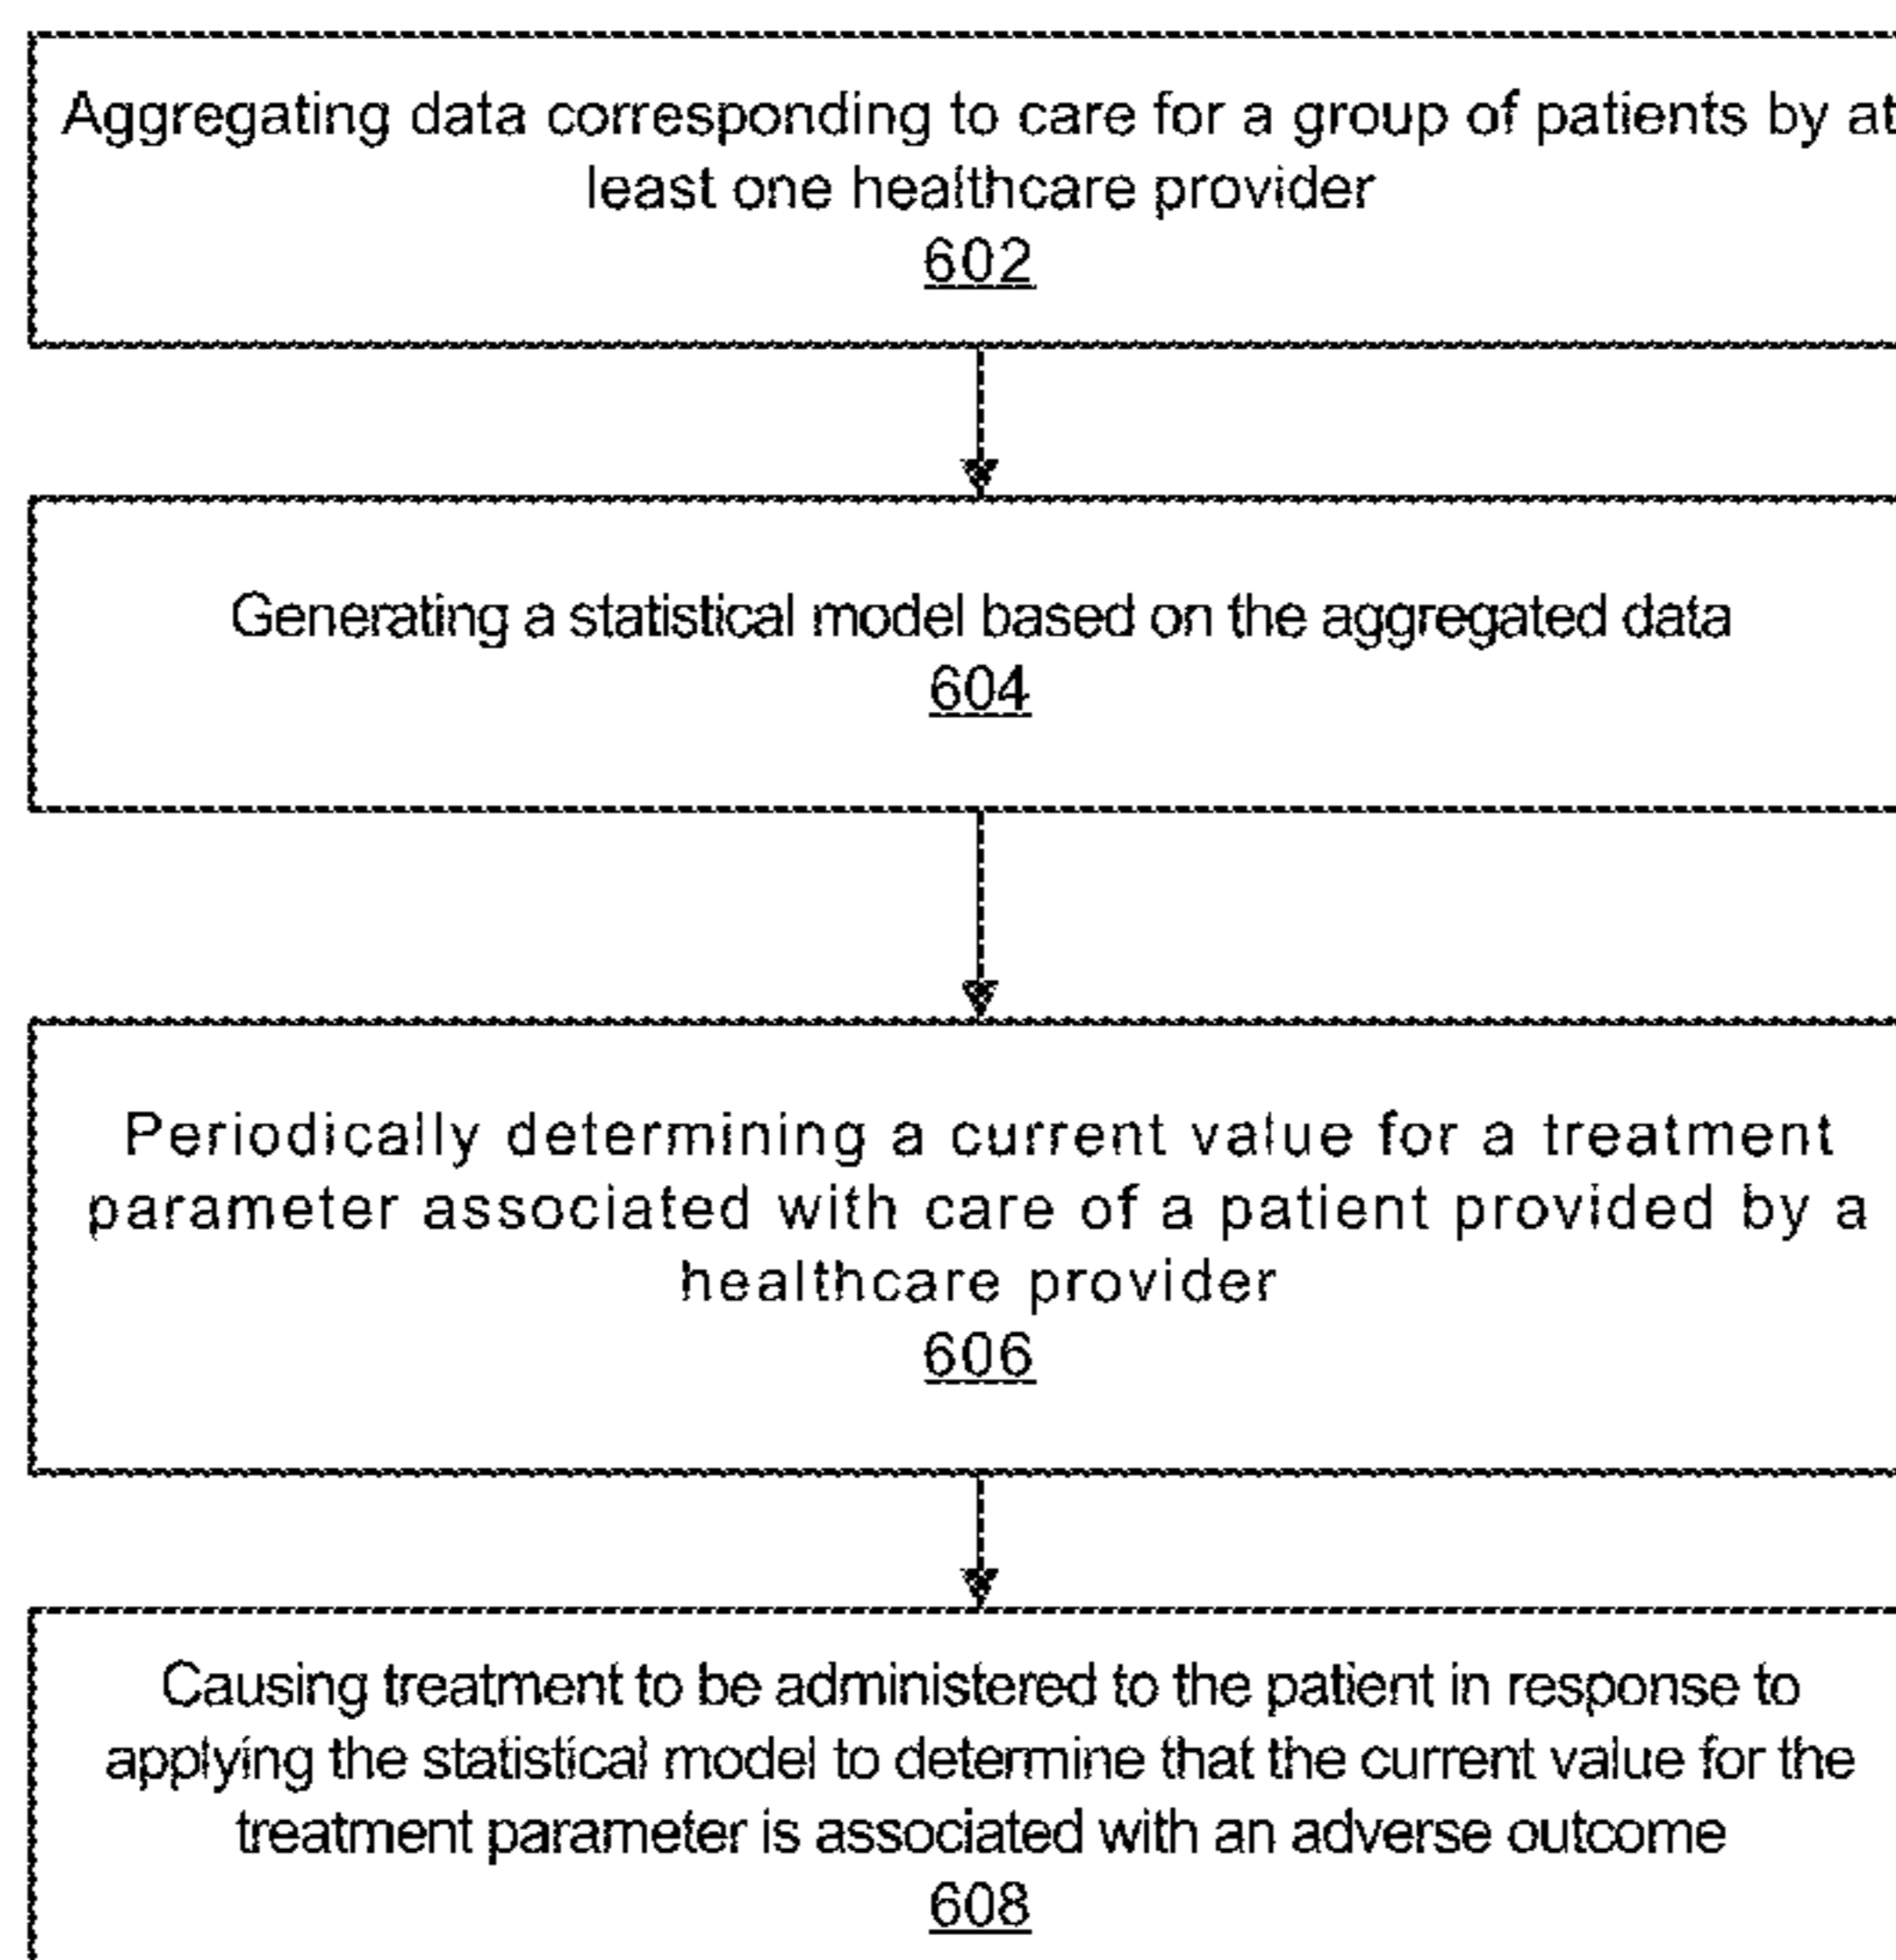 Aggregating data corresponding to care for a group of patients by at
least one healthcare provider
602
Generating a statistical model based on the aggregated data
604
Periodically determining a current value for a treatment
parameter associated with care of a patient provided by a
healthcare provider
606
Causing treatment to be administered to the patient in response to
applying the statistical model to determine that the current value for the
treatment parameter is associated with an adverse outcome
608